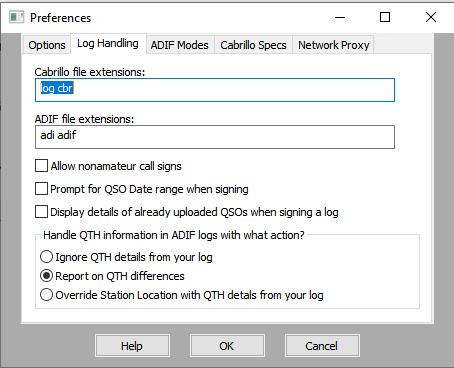 Preferences
Options Log Handling ADIF Modes Cabrillo Specs Network Proxy
Cabrillo file extensions:
log cbr
ADIF file extensions:
adi adif
Allow nonamateur call signs
Prompt for QSO Date range when signing
Display details of already uploaded QSOs when signing a log
Handle QTH information in ADIF logs with what action?
Ignore QTH details from your log
Report on QTH differences
Override Station Location with QTH detals from your log
Help OK Cancel